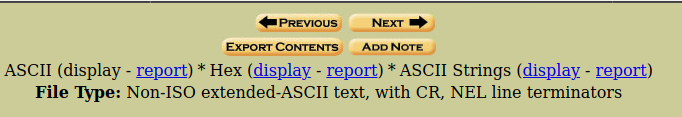 PREVIOUS NEXT
EXPORT CONTENTS ADD NOTE
ASCII (display - report) * Hex (display - report) * ASCII Strings (display - report)
File Type: Non-ISO extended-ASCII text, with CR, NEL line terminators